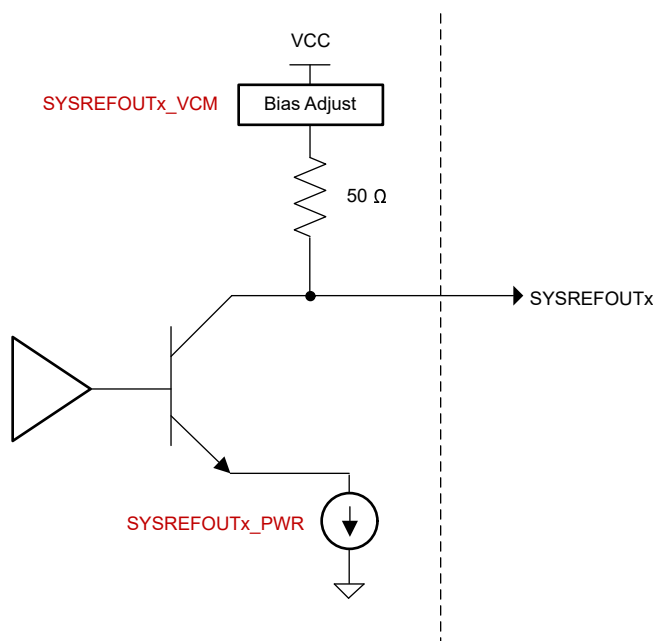 VCC
SYSREFOUTx_VCM
Bias Adjust
50 Ω
SYSREFOUTx
SYSREFOUTx_PWR